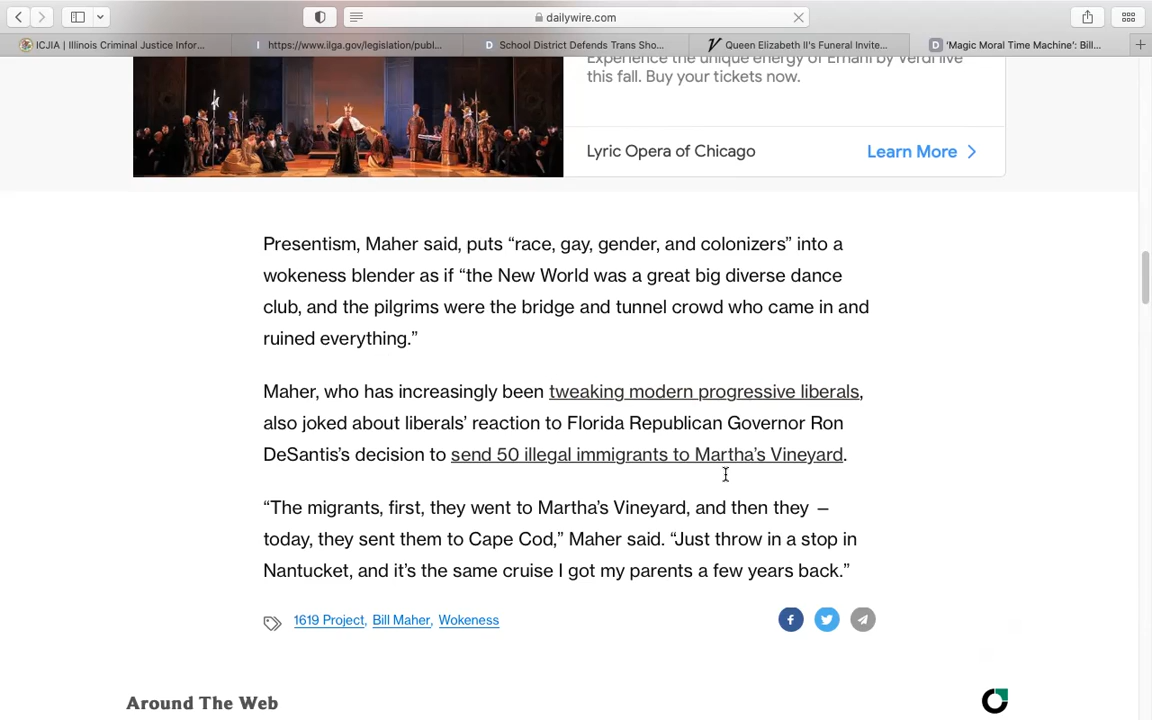 dailywire.com
ICJIA | Illinois Criminal Justice Infor...
https://www.ilga.gov/legislation/publ...
D School District Defends Trans Sho...
Queen Elizabeth II's Funeral Invite...
D 'Magic Moral Time Machine': Bill...
Experience the unique energy of Ernani by Verdi live
this fall. Buy your tickets now.
Lyric Opera of Chicago
Learn More
Presentism, Maher said, puts “race, gay, gender, and colonizers” into a
wokeness blender as if “the New World was a great big diverse dance
club, and the pilgrims were the bridge and tunnel crowd who came in and
ruined everything.”
Maher, who has increasingly been tweaking modern progressive liberals,
also joked about liberals’ reaction to Florida Republican Governor Ron
DeSantis’s decision to send 50 illegal immigrants to Martha’s Vineyard.
“The migrants, first, they went to Martha’s Vineyard, and then they –
today, they sent them to Cape Cod,” Maher said. “Just throw in a stop in
Nantucket, and it’s the same cruise I got my parents a few years back.”
1619 Project, Bill Maher, Wokeness
Around The Web